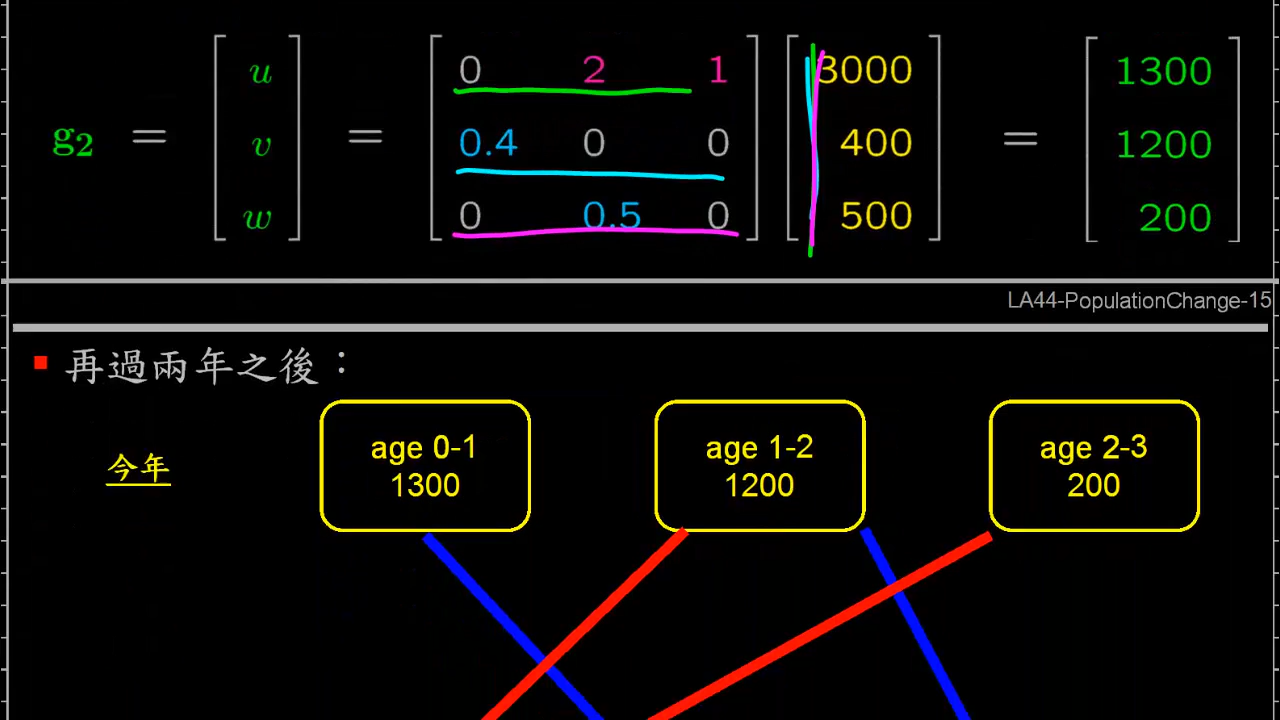 g₂ = [ u v w ] = [ 0 2 1 0.4 0 0 0 0.5 0 ] [ 3000 400 500 ] = [ 1300 1200 200 ]
LA44-PopulationChange-15
再過兩年之後：
今年
age 0-1
1300
age 1-2
1200
age 2-3
200